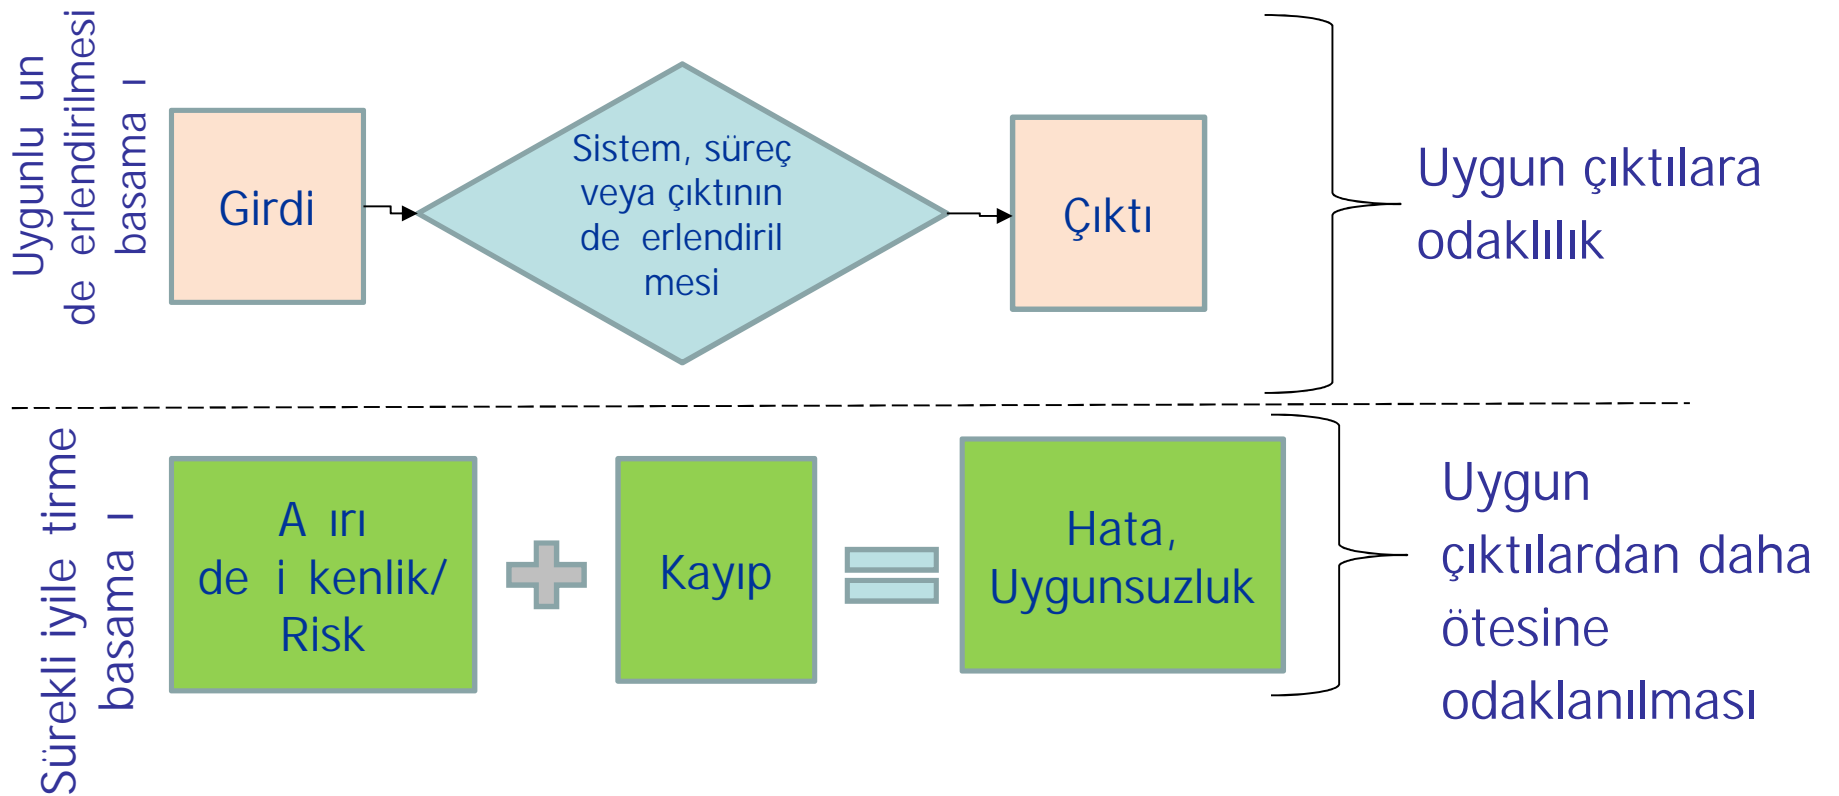 Uygunlu un
de erlendirilmesi
basama ı
Girdi
Sistem, süreç
veya çıktının
de erlendiril
mesi
Çıktı
Uygun çıktılara
odaklılık
Sürekli iyile tirme
basama ı
A ırı
de i kenlik/
Risk
Kayıp
Hata,
Uygunsuzluk
Uygun
çıktılardan daha
ötesine
odaklanılması